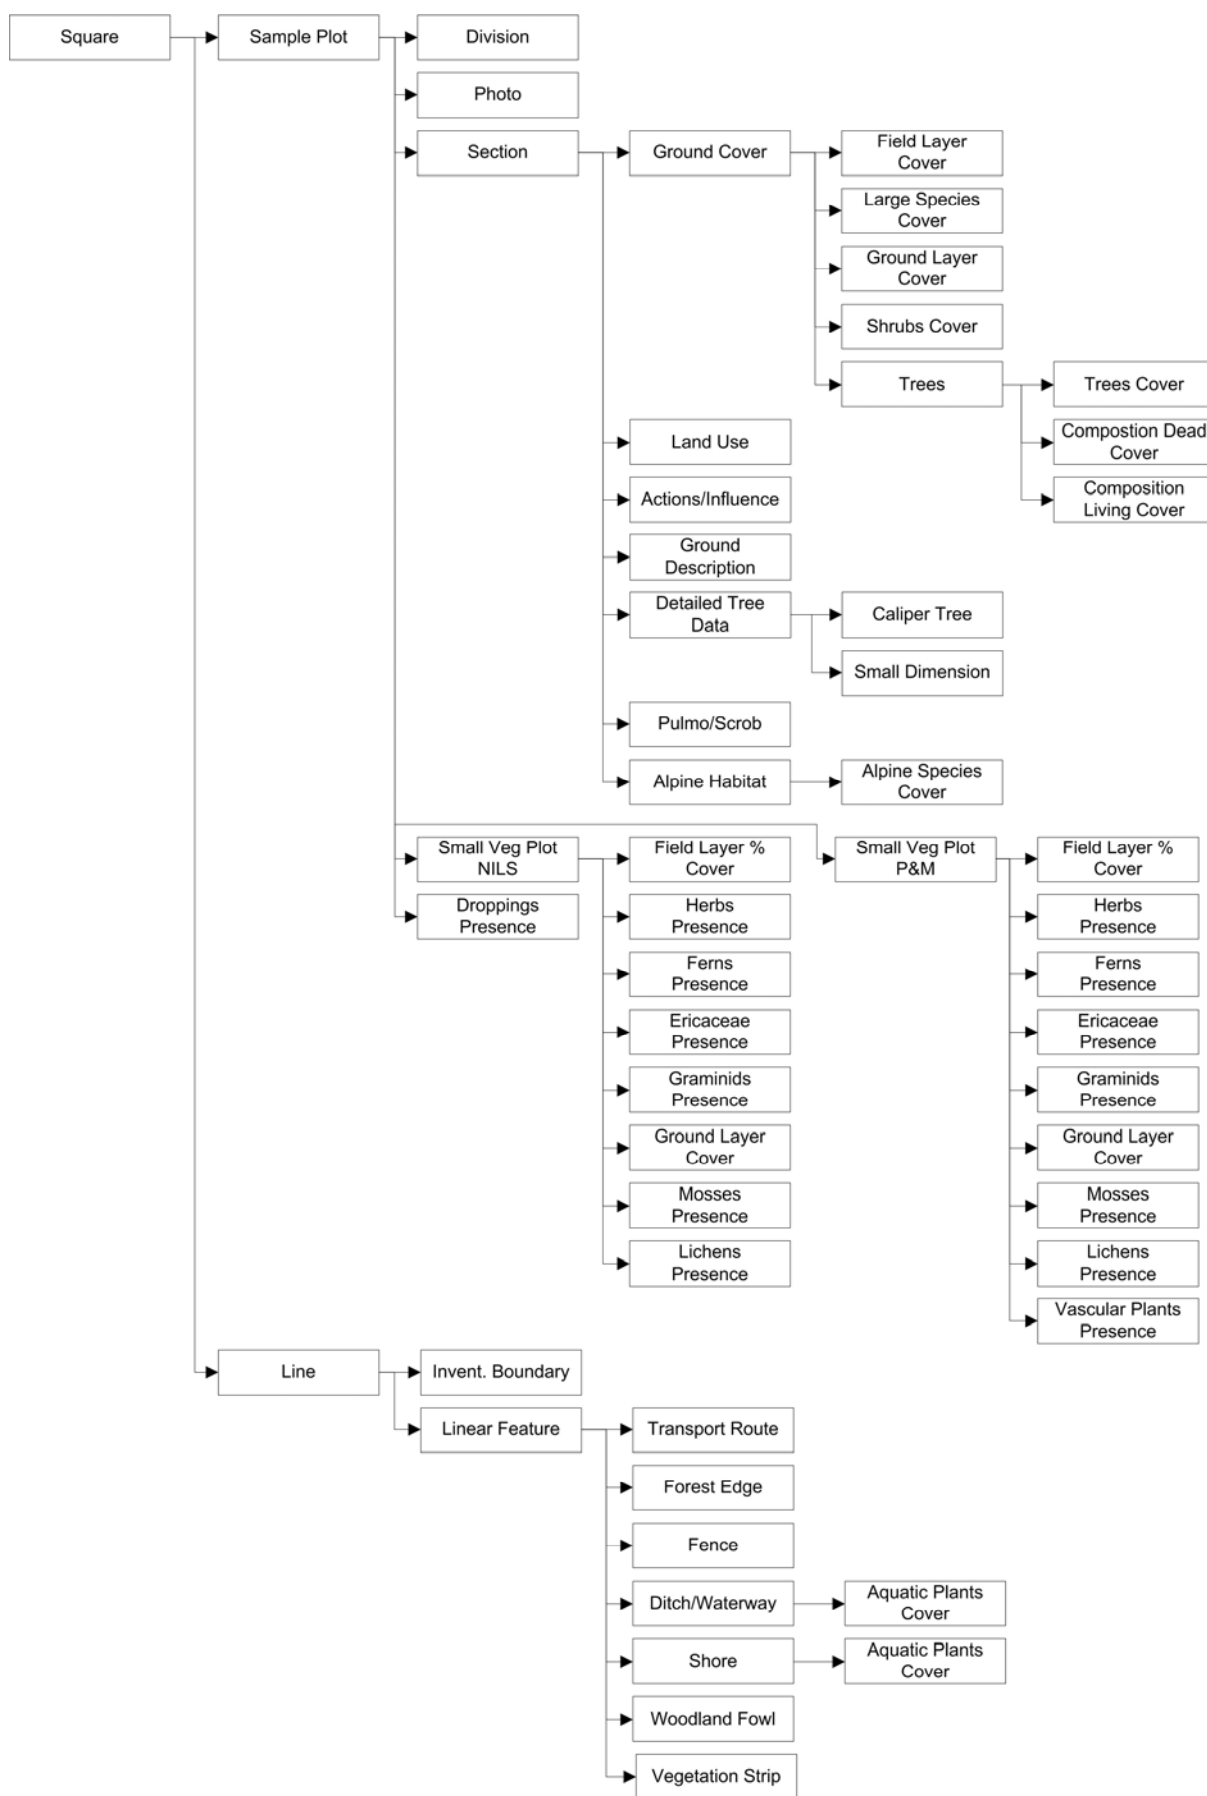 Square
Sample Plot
Division
Photo
Section
Ground Cover
Field Layer
Cover
Large Species
Cover
Ground Layer
Cover
Shrubs Cover
Trees
Trees Cover
Compostion Dead
Cover
Composition
Living Cover
Land Use
Actions/Influence
Ground
Description
Detailed Tree
Data
Caliper Tree
Small Dimension
Pulmo/Scrob
Alpine Habitat
Alpine Species
Cover
Small Veg Plot
NILS
Field Layer %
Cover
Herbs
Presence
Ferns
Presence
Ericaceae
Presence
Graminids
Presence
Ground Layer
Cover
Mosses
Presence
Lichens
Presence
Small Veg Plot
P&M
Field Layer %
Cover
Herbs
Presence
Ferns
Presence
Ericaceae
Presence
Graminids
Presence
Ground Layer
Cover
Mosses
Presence
Lichens
Presence
Vascular Plants
Presence
Droppings
Presence
Line
Invent. Boundary
Linear Feature
Transport Route
Forest Edge
Fence
Ditch/Waterway
Aquatic Plants
Cover
Shore
Aquatic Plants
Cover
Woodland Fowl
Vegetation Strip